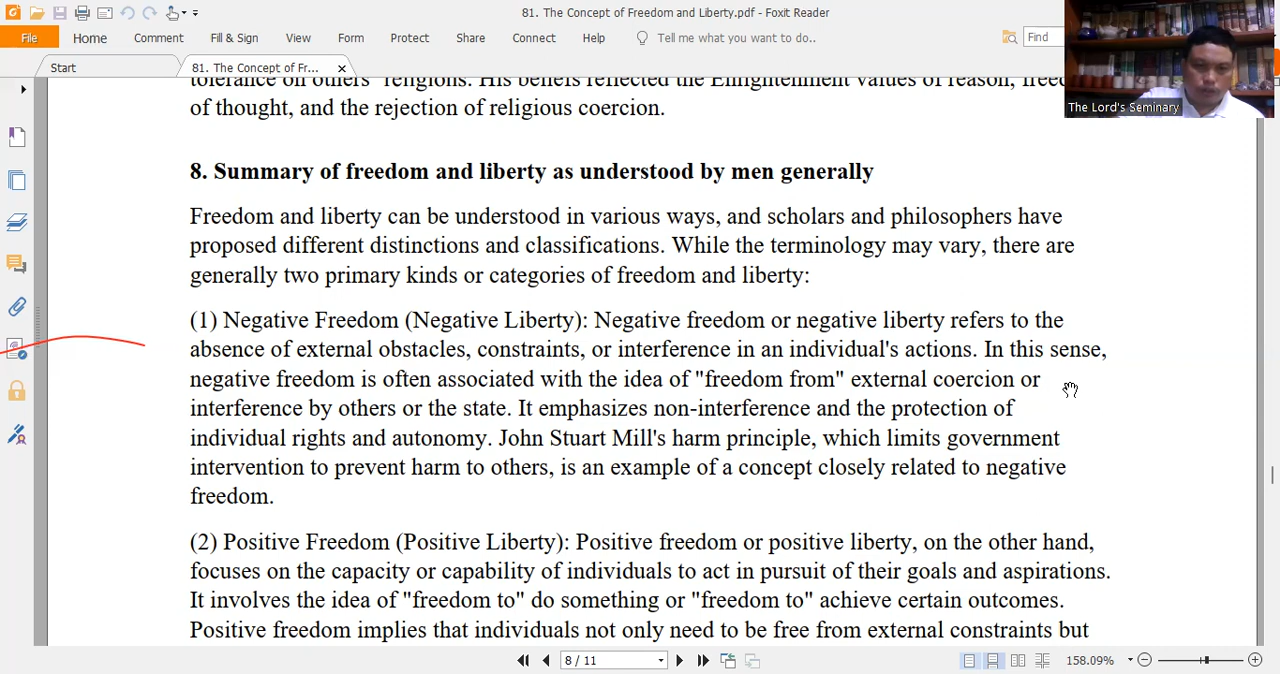 81. The Concept of Freedom and Liberty.pdf - Foxit Reader
File Home Comment Fill & Sign View Form Protect Share Connect Help Tell me what you want to do.. Find
Start 81. The Concept of Fr...
The Lord's Seminary
tolerance on others' religions. His beliefs reflected the Enlightenment values of reason,
of thought, and the rejection of religious coercion.
8. Summary of freedom and liberty as understood by men generally
Freedom and liberty can be understood in various ways, and scholars and philosophers have
proposed different distinctions and classifications. While the terminology may vary, there are
generally two primary kinds or categories of freedom and liberty:
(1) Negative Freedom (Negative Liberty): Negative freedom or negative liberty refers to the
absence of external obstacles, constraints, or interference in an individual's actions. In this sense,
negative freedom is often associated with the idea of "freedom from" external coercion or
interference by others or the state. It emphasizes non-interference and the protection of
individual rights and autonomy. John Stuart Mill's harm principle, which limits government
intervention to prevent harm to others, is an example of a concept closely related to negative
freedom.
(2) Positive Freedom (Positive Liberty): Positive freedom or positive liberty, on the other hand,
focuses on the capacity or capability of individuals to act in pursuit of their goals and aspirations.
It involves the idea of "freedom to" do something or "freedom to" achieve certain outcomes.
Positive freedom implies that individuals not only need to be free from external constraints but
8 / 11 158.09%